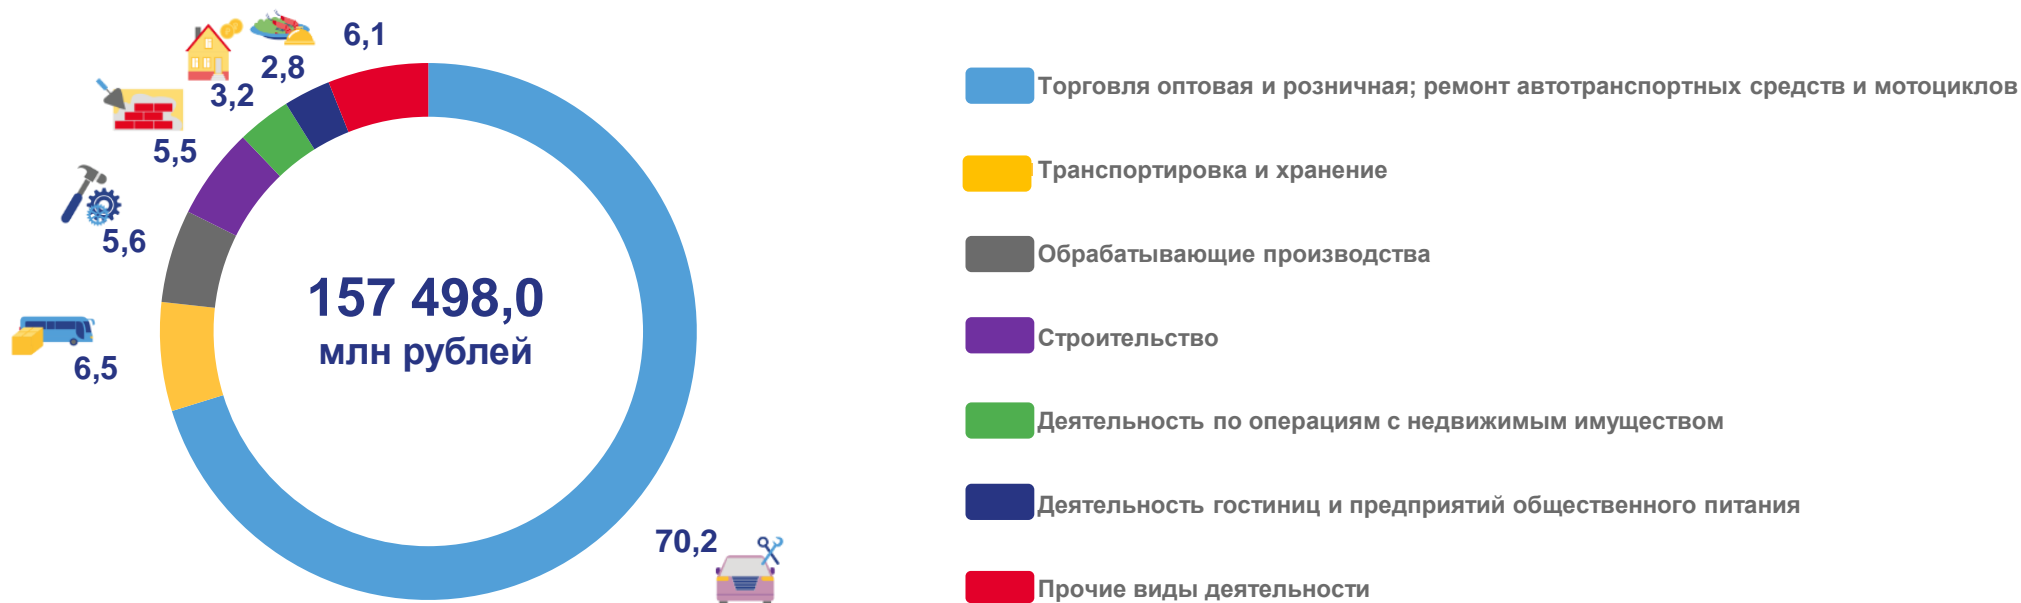 6,1
2,8
3,2
5,5
5,6
6,5
70,2
157 498,0
млн рублей
Торговля оптовая и розничная; ремонт автотранспортных средств и мотоциклов
Транспортировка и хранение
Обрабатывающие производства
Строительство
Деятельность по операциям с недвижимым имуществом
Деятельность гостиниц и предприятий общественного питания
Прочие виды деятельности